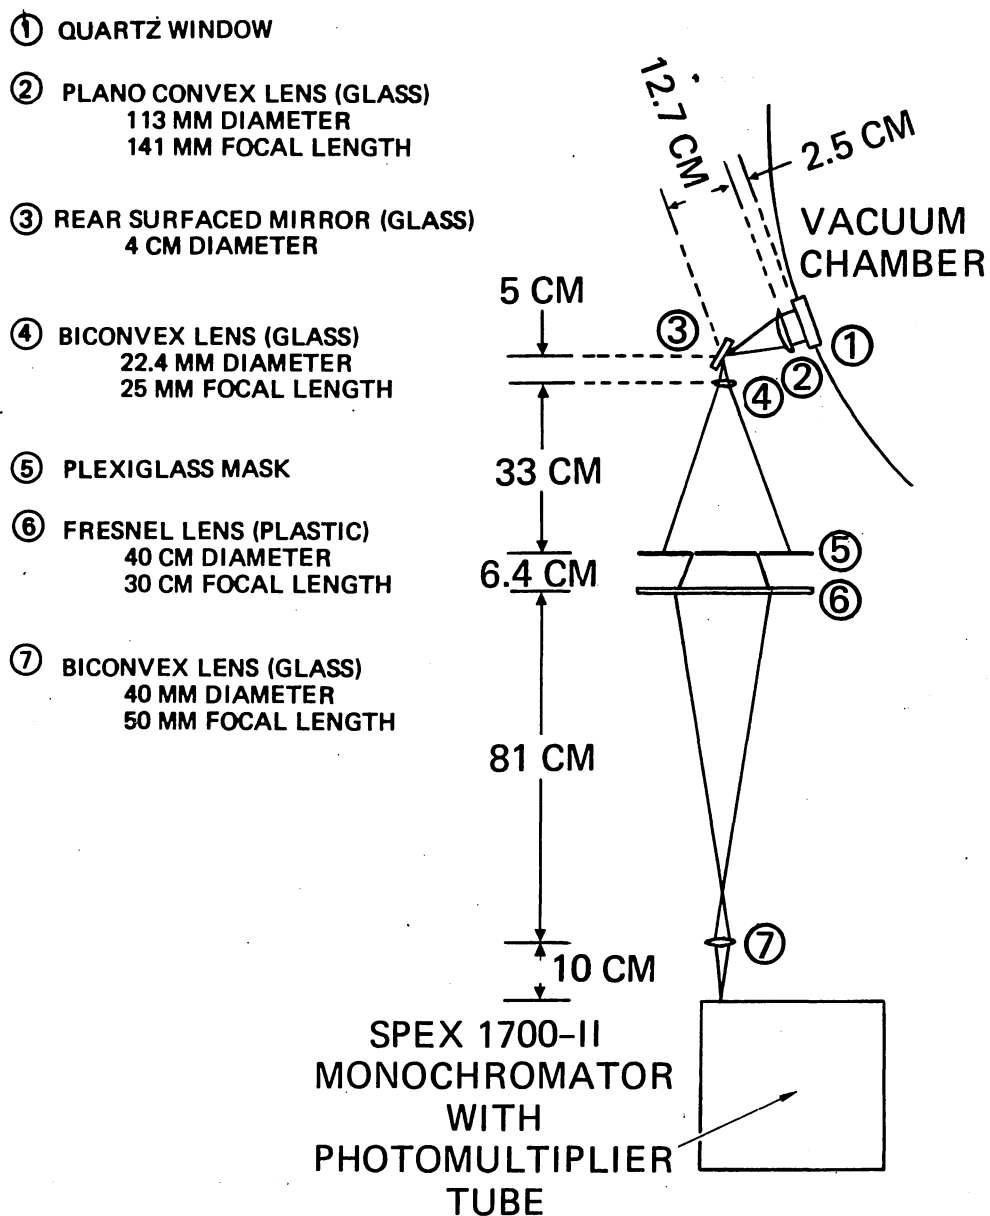 ① QUARTZ WINDOW
② PLANO CONVEX LENS (GLASS)
113 MM DIAMETER
141 MM FOCAL LENGTH
③ REAR SURFACED MIRROR (GLASS)
4 CM DIAMETER
④ BICONVEX LENS (GLASS)
22.4 MM DIAMETER
25 MM FOCAL LENGTH
⑤ PLEXIGLASS MASK
⑥ FRESNEL LENS (PLASTIC)
40 CM DIAMETER
30 CM FOCAL LENGTH
⑦ BICONVEX LENS (GLASS)
40 MM DIAMETER
50 MM FOCAL LENGTH
12.7 CM
2.5 CM
VACUUM
CHAMBER
5 CM
③
①
②
④
33 CM
⑤
6.4 CM
⑥
81 CM
⑦
10 CM
SPEX 1700-II
MONOCHROMATOR
WITH
PHOTOMULTIPLIER
TUBE